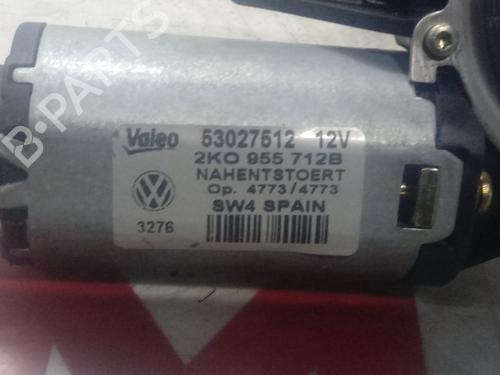 Valeo 53027512 12V
2K0 955 712B
NAHENTSTOERT
Op. 4773/4773
SW4 SPAIN
3276
B-PARTS